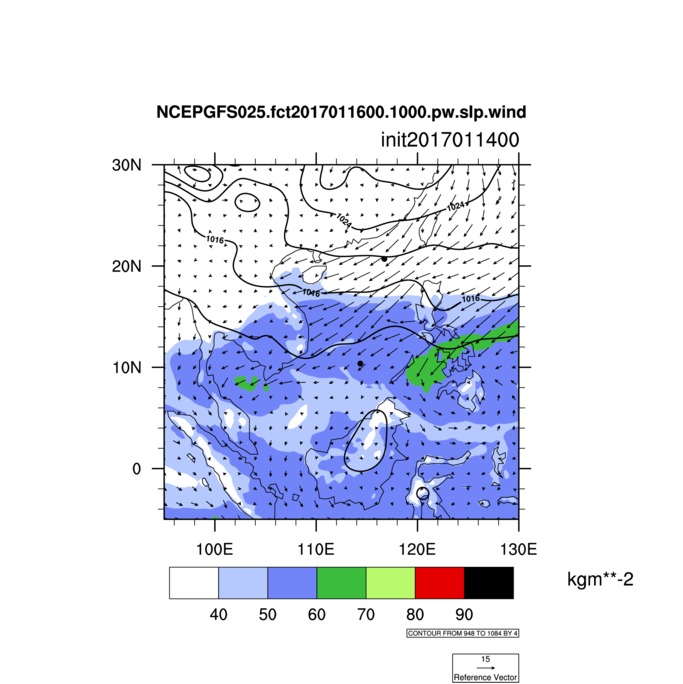 NCEPGFS025.fct2017011600.1000.pw.slp.wind
init2017011400
30N
20N
10N
0
1024
1024
1016
1016
1016
100E 110E 120E 130E
kgm**-2
40 50 60 70 80 90
CONTOUR FROM 948 TO 1084 BY 4
15
Reference Vector